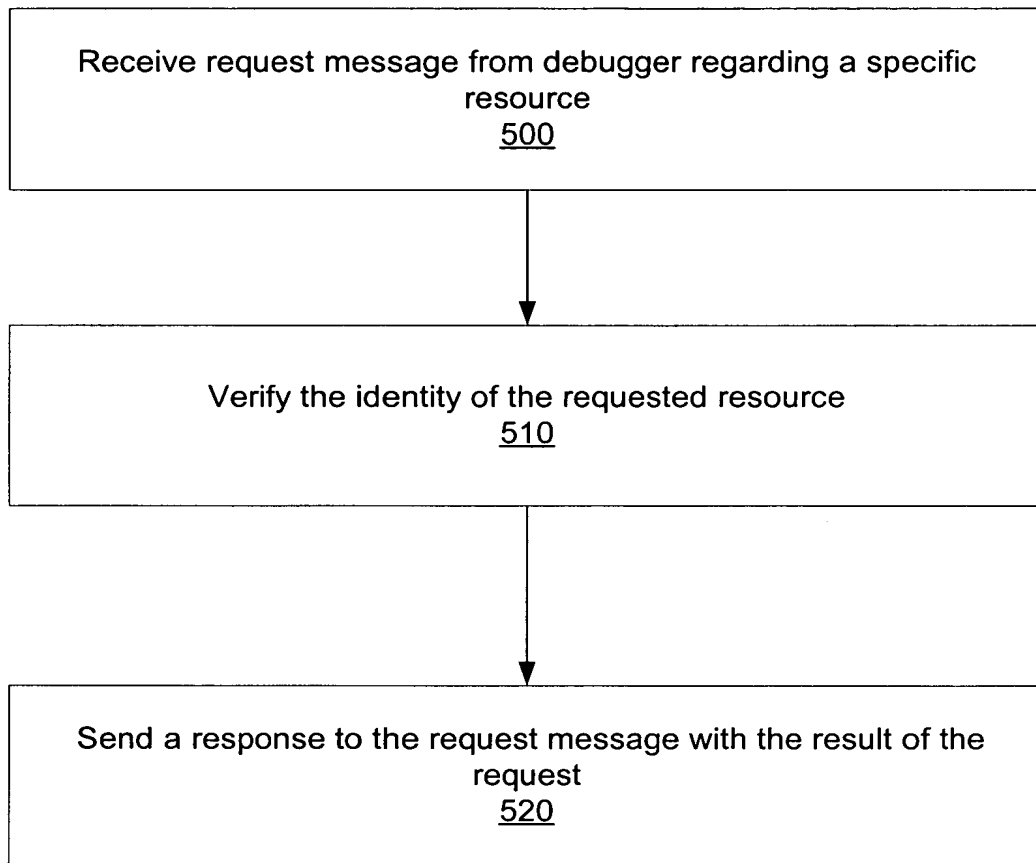 Receive request message from debugger regarding a specific
resource
500
Verify the identity of the requested resource
510
Send a response to the request message with the result of the
request
520